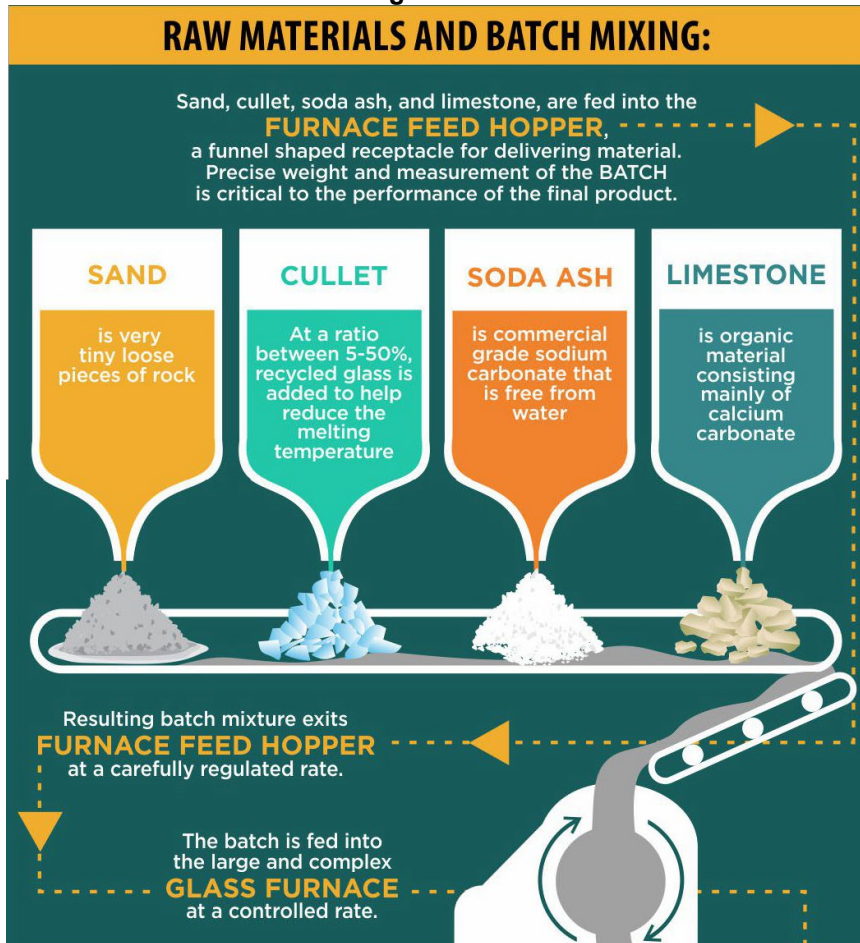 RAW MATERIALS AND BATCH MIXING:
Sand, cullet, soda ash, and limestone, are fed into the
FURNACE FEED HOPPER,
a funnel shaped receptacle for delivering material.
Precise weight and measurement of the BATCH
is critical to the performance of the final product.
SAND
is very
tiny loose
pieces of rock
CULLET
At a ratio
between 5-50%,
recycled glass is
added to help
reduce the
melting
temperature
SODA ASH
is commercial
grade sodium
carbonate that
is free from
water
LIMESTONE
is organic
material
consisting
mainly of
calcium
carbonate
Resulting batch mixture exits
FURNACE FEED HOPPER
at a carefully regulated rate.
The batch is fed into
the large and complex
GLASS FURNACE
at a controlled rate.